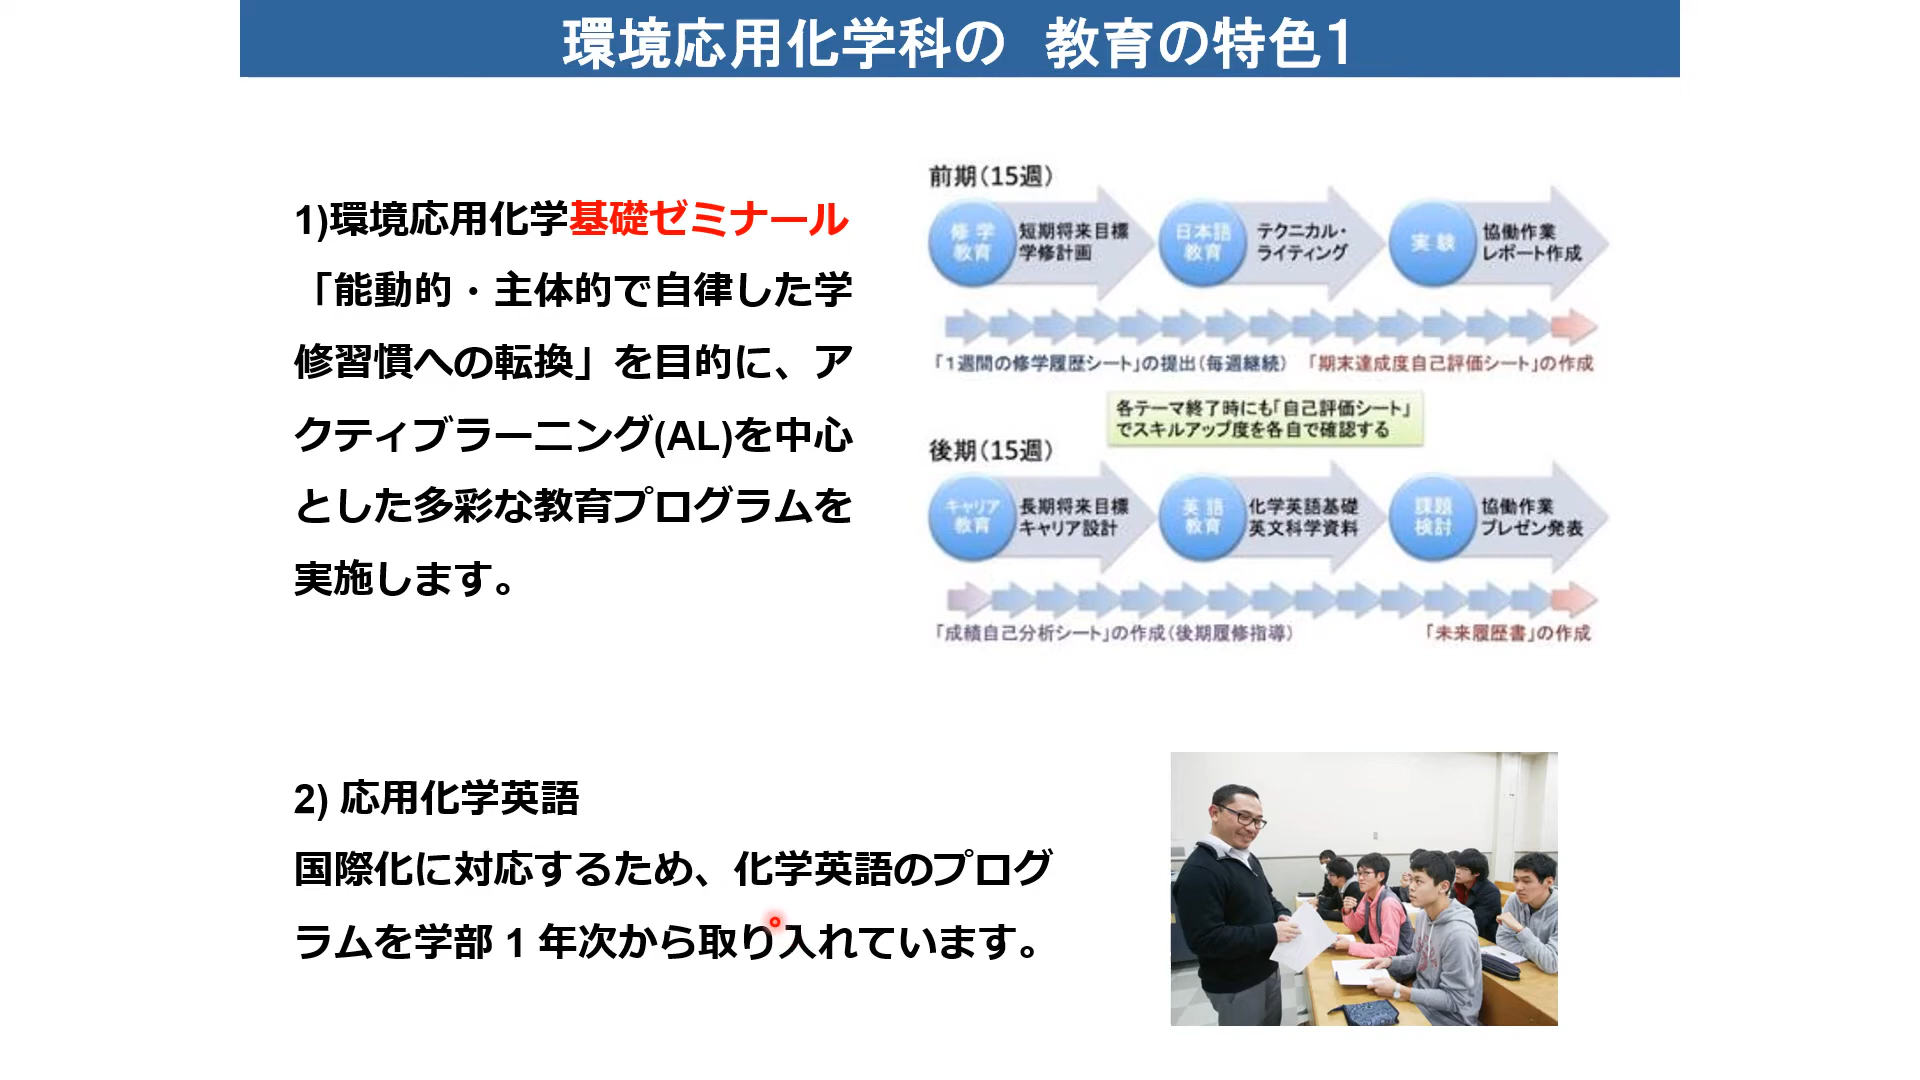 環境応用化学科の　教育の特色1
1)環境応用化学基礎ゼミナール
「能動的・主体的で自律した学
修習慣への転換」を目的に、ア
クティブラーニング(AL)を中心
とした多彩な教育プログラムを
実施します。
前期(15週)
修学
教育
短期将来目標
学修計画
日本語
教育
テクニカル・
ライティング
実験
協働作業
レポート作成
「1週間の修学履歴シート」の提出(毎週継続)
「期末達成度自己評価シート」の作成
各テーマ終了時にも「自己評価シート」
でスキルアップ度を各自で確認する
後期(15週)
キャリア
教育
長期将来目標
キャリア設計
英語
教育
化学英語基礎
英文科学資料
課題
検討
協働作業
プレゼン発表
「成績自己分析シート」の作成(後期履修指導)
「未来履歴書」の作成
2) 応用化学英語
国際化に対応するため、化学英語のプログ
ラムを学部 1 年次から取り入れています。